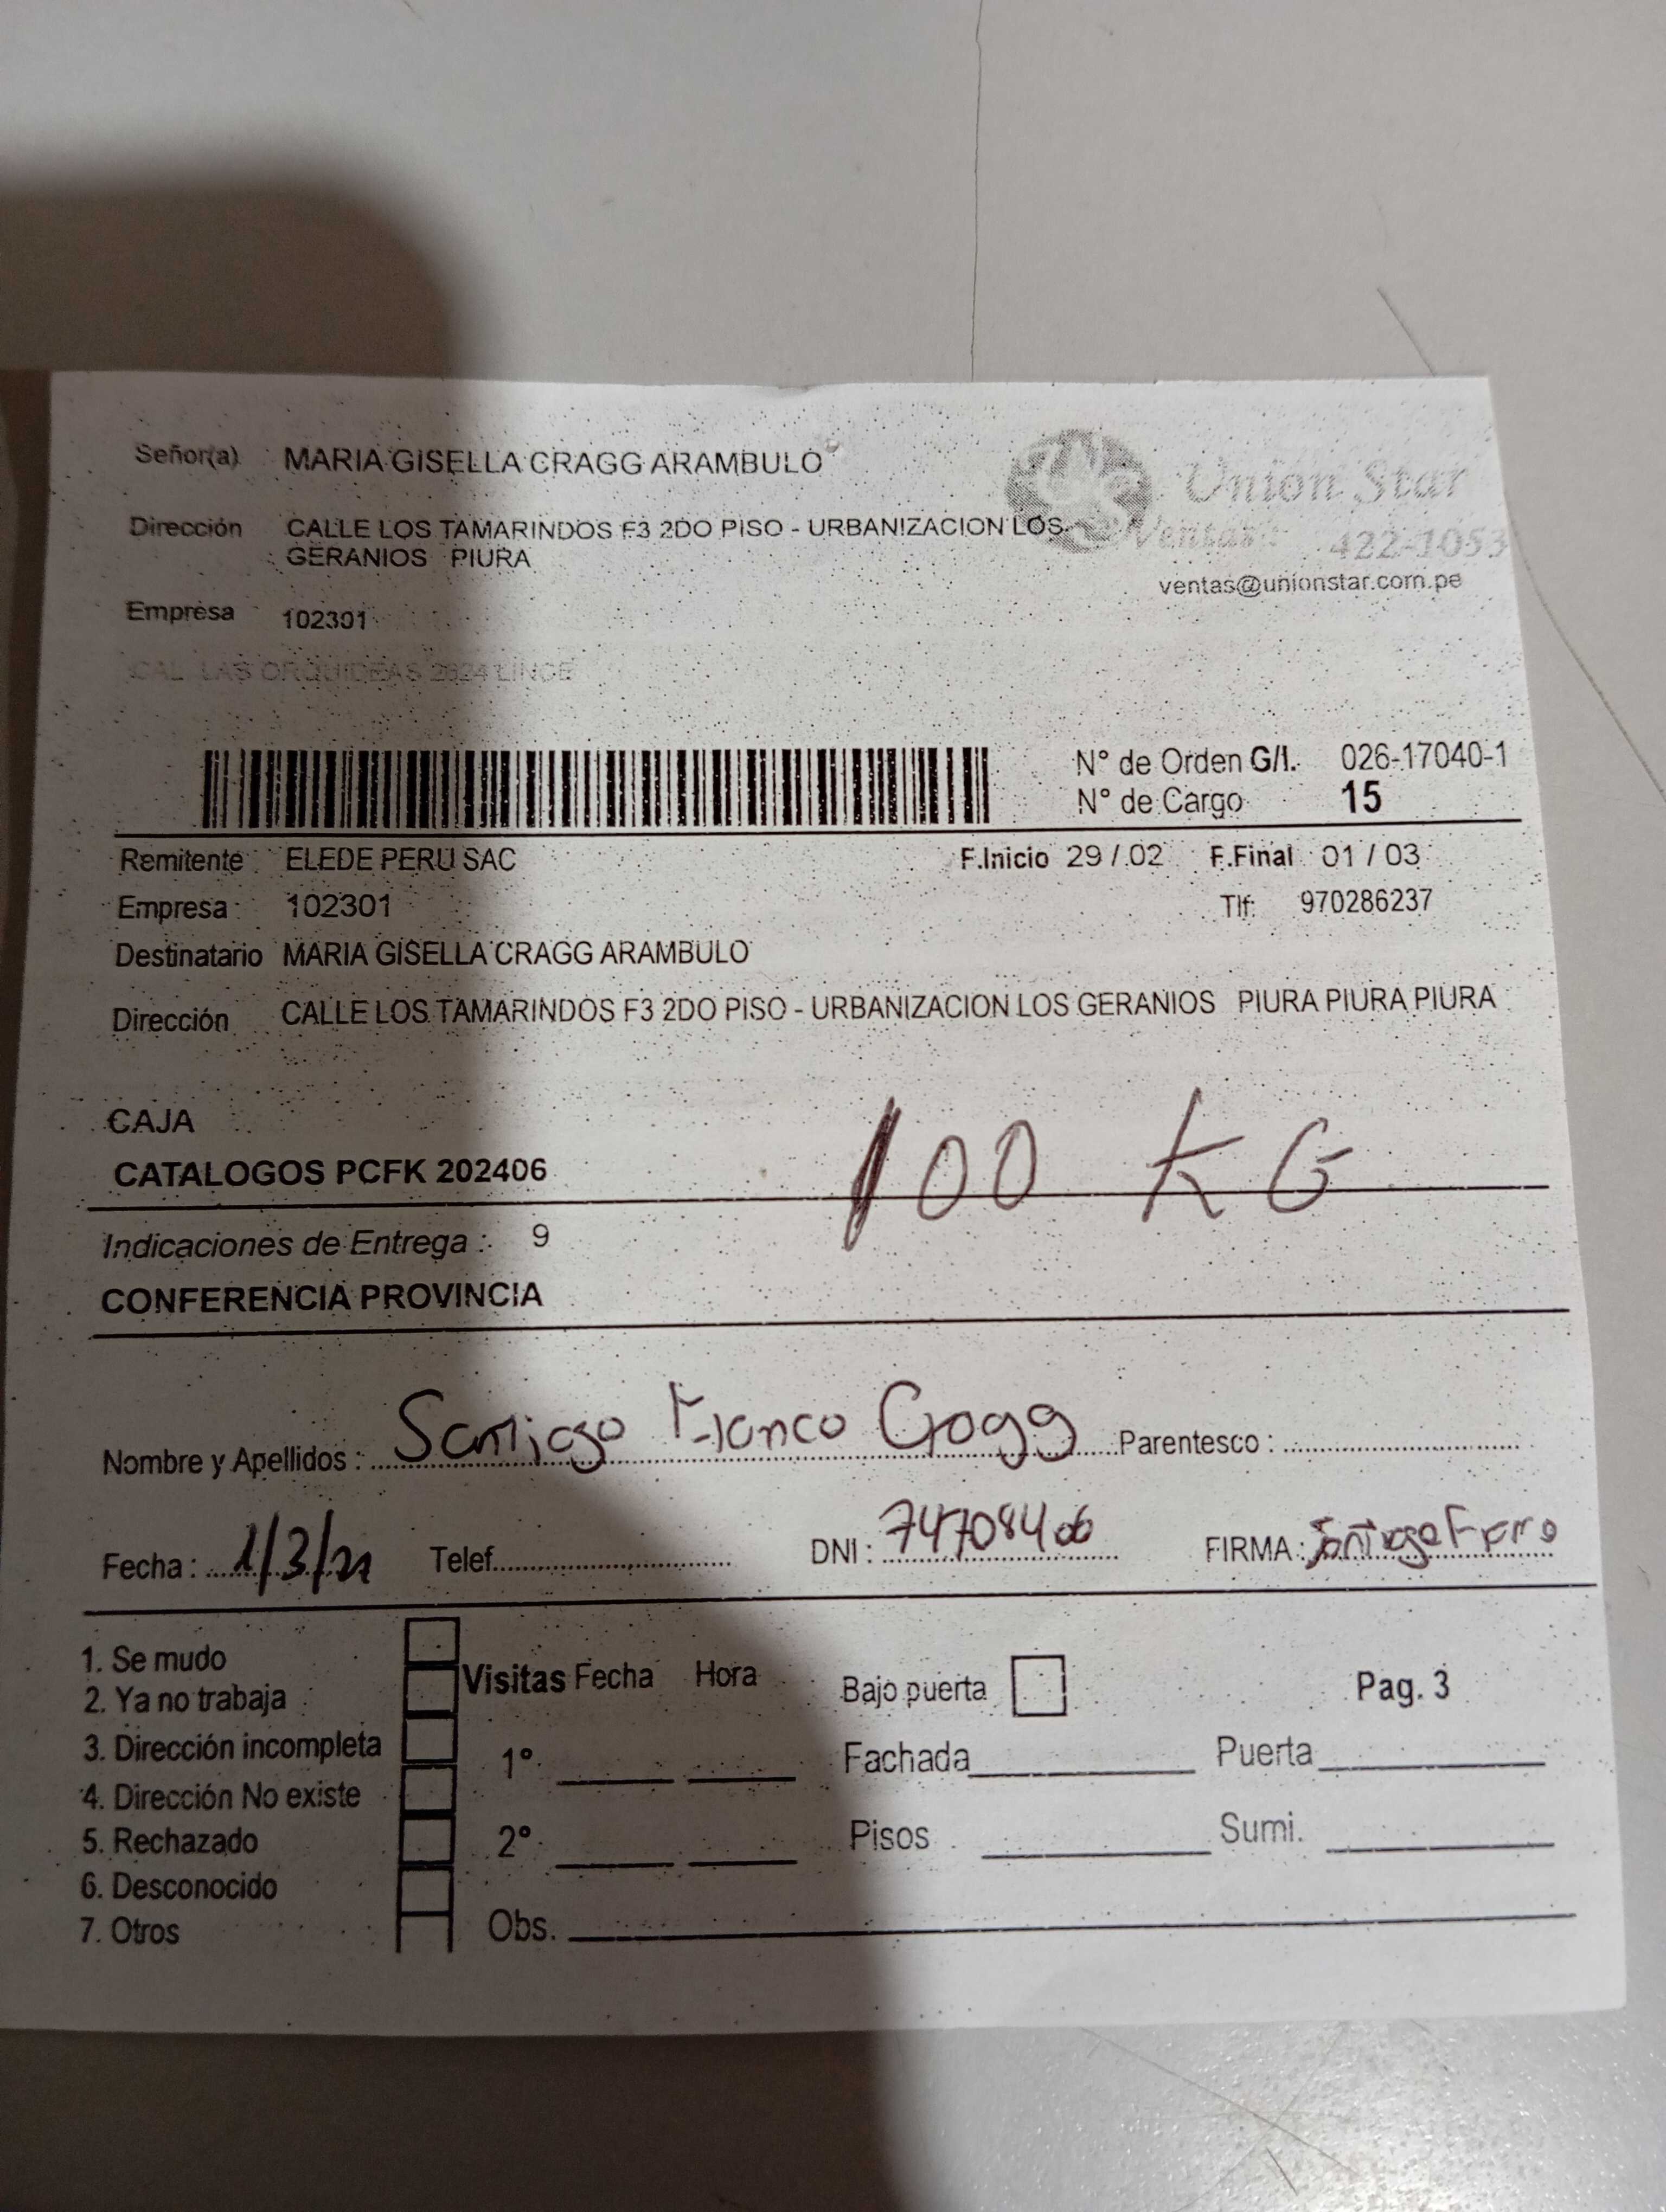 Señor(a) MARIA GISELLA CRAGG ARAMBULO
Union Star
Dirección CALLE LOS TAMARINDOS F3 2DO PISO - URBANIZACION LOS
Ventas: 422-1053
GERANIOS PIURA
ventas@unionstar.com.pe
Empresa 102301
CAL LAS ORQUIDEAS 2624 LINCE
N° de Orden G/I. 026-17040-1
N° de Cargo 15
Remitente ELEDE PERU SAC F.Inicio 29 / 02 F.Final 01 / 03
Empresa 102301 Tlf: 970286237
Destinatario MARIA GISELLA CRAGG ARAMBULO
Dirección CALLE LOS TAMARINDOS F3 2DO PISO - URBANIZACION LOS GERANIOS PIURA PIURA PIURA
CAJA
100 KG
CATALOGOS PCFK 202406
Indicaciones de Entrega : 9
CONFERENCIA PROVINCIA
Nombre y Apellidos : Santiago Franco Cragg Parentesco :
Fecha : 1/3/ Telef. DNI : FIRMA : Santiago
1. Se mudo
2. Ya no trabaja
3. Dirección incompleta
4. Dirección No existe
5. Rechazado
6. Desconocido
7. Otros
Visitas Fecha Hora Bajo puerta Pag. 3
1° Fachada Puerta
2° Pisos Sumi.
Obs.